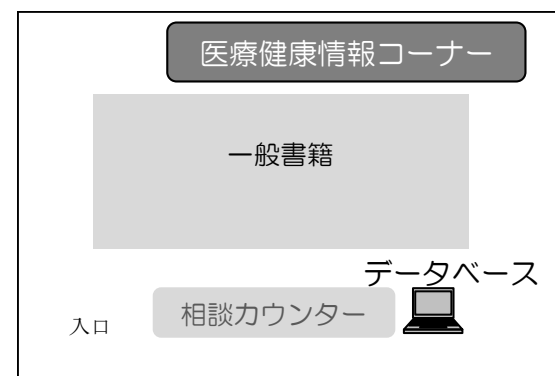 医療健康情報コーナー
一般書籍
データベース
相談カウンター
入口